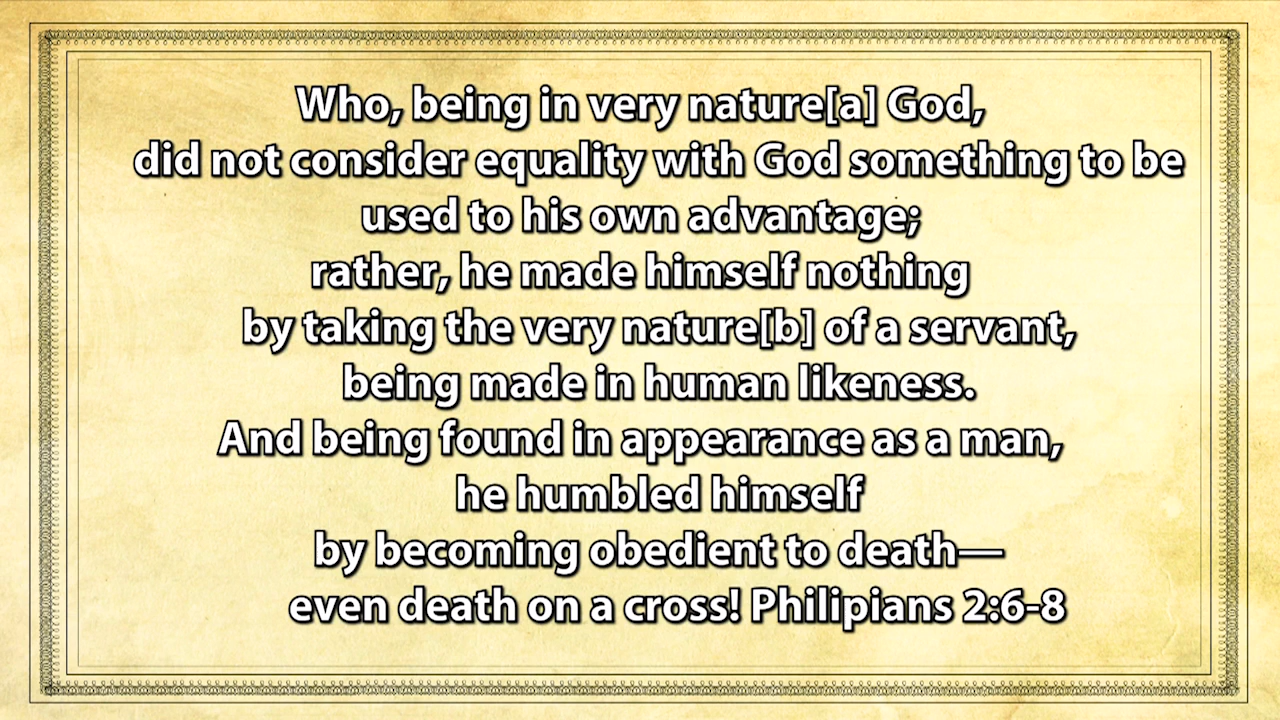 Who, being in very nature[a] God,
did not consider equality with God something to be
used to his own advantage;
rather, he made himself nothing
by taking the very nature[b] of a servant,
being made in human likeness.
And being found in appearance as a man,
he humbled himself
by becoming obedient to death—
even death on a cross! Philipians 2:6-8